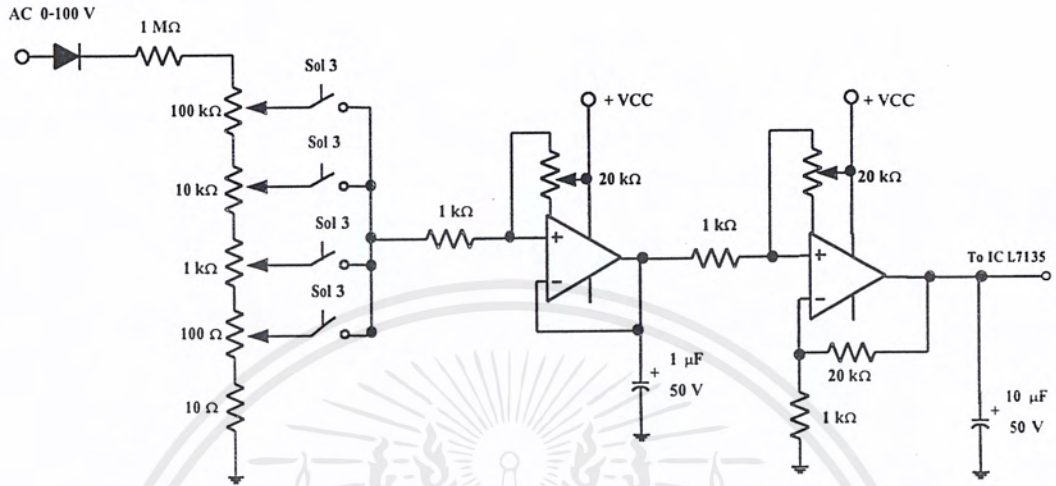 AC 0-100 V
1 MΩ
Sol 3
100 kΩ
Sol 3
10 kΩ
Sol 3
1 kΩ
Sol 3
100 Ω
10 Ω
1 kΩ
+ VCC
20 kΩ
+
−
+ 1 µF
50 V
1 kΩ
+ VCC
20 kΩ
+
−
20 kΩ
1 kΩ
To IC L7135
10 µF
+ 50 V